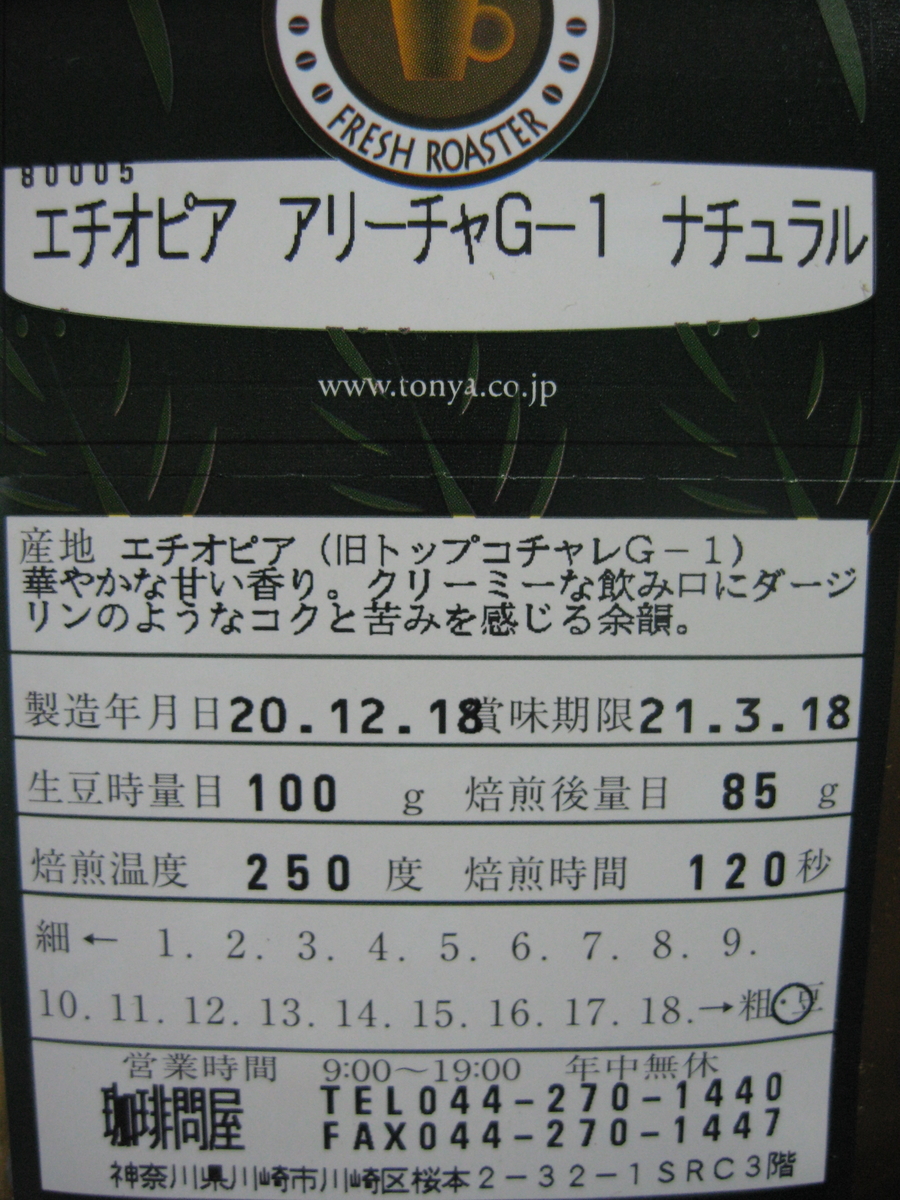 FRESH ROASTER
80005
エチオピア アリーチャG-1 ナチュラル
www.tonya.co.jp
産地 エチオピア(旧トップコチャレG-1)
華やかな甘い香り。クリーミーな飲み口にダージ
リンのようなコクと苦みを感じる余韻。
製造年月日20.12.18賞味期限21.3.18
生豆時量目 100 g 焙煎後量目 85 g
焙煎温度 250 度 焙煎時間 120秒
細← 1. 2. 3. 4. 5. 6. 7. 8. 9.
10. 11. 12. 13. 14. 15. 16. 17. 18.→粗・豆
営業時間 9:00~19:00 年中無休
珈琲問屋 TEL044-270-1440
FAX044-270-1447
神奈川県川崎市川崎区桜本2-32-1SRC3階